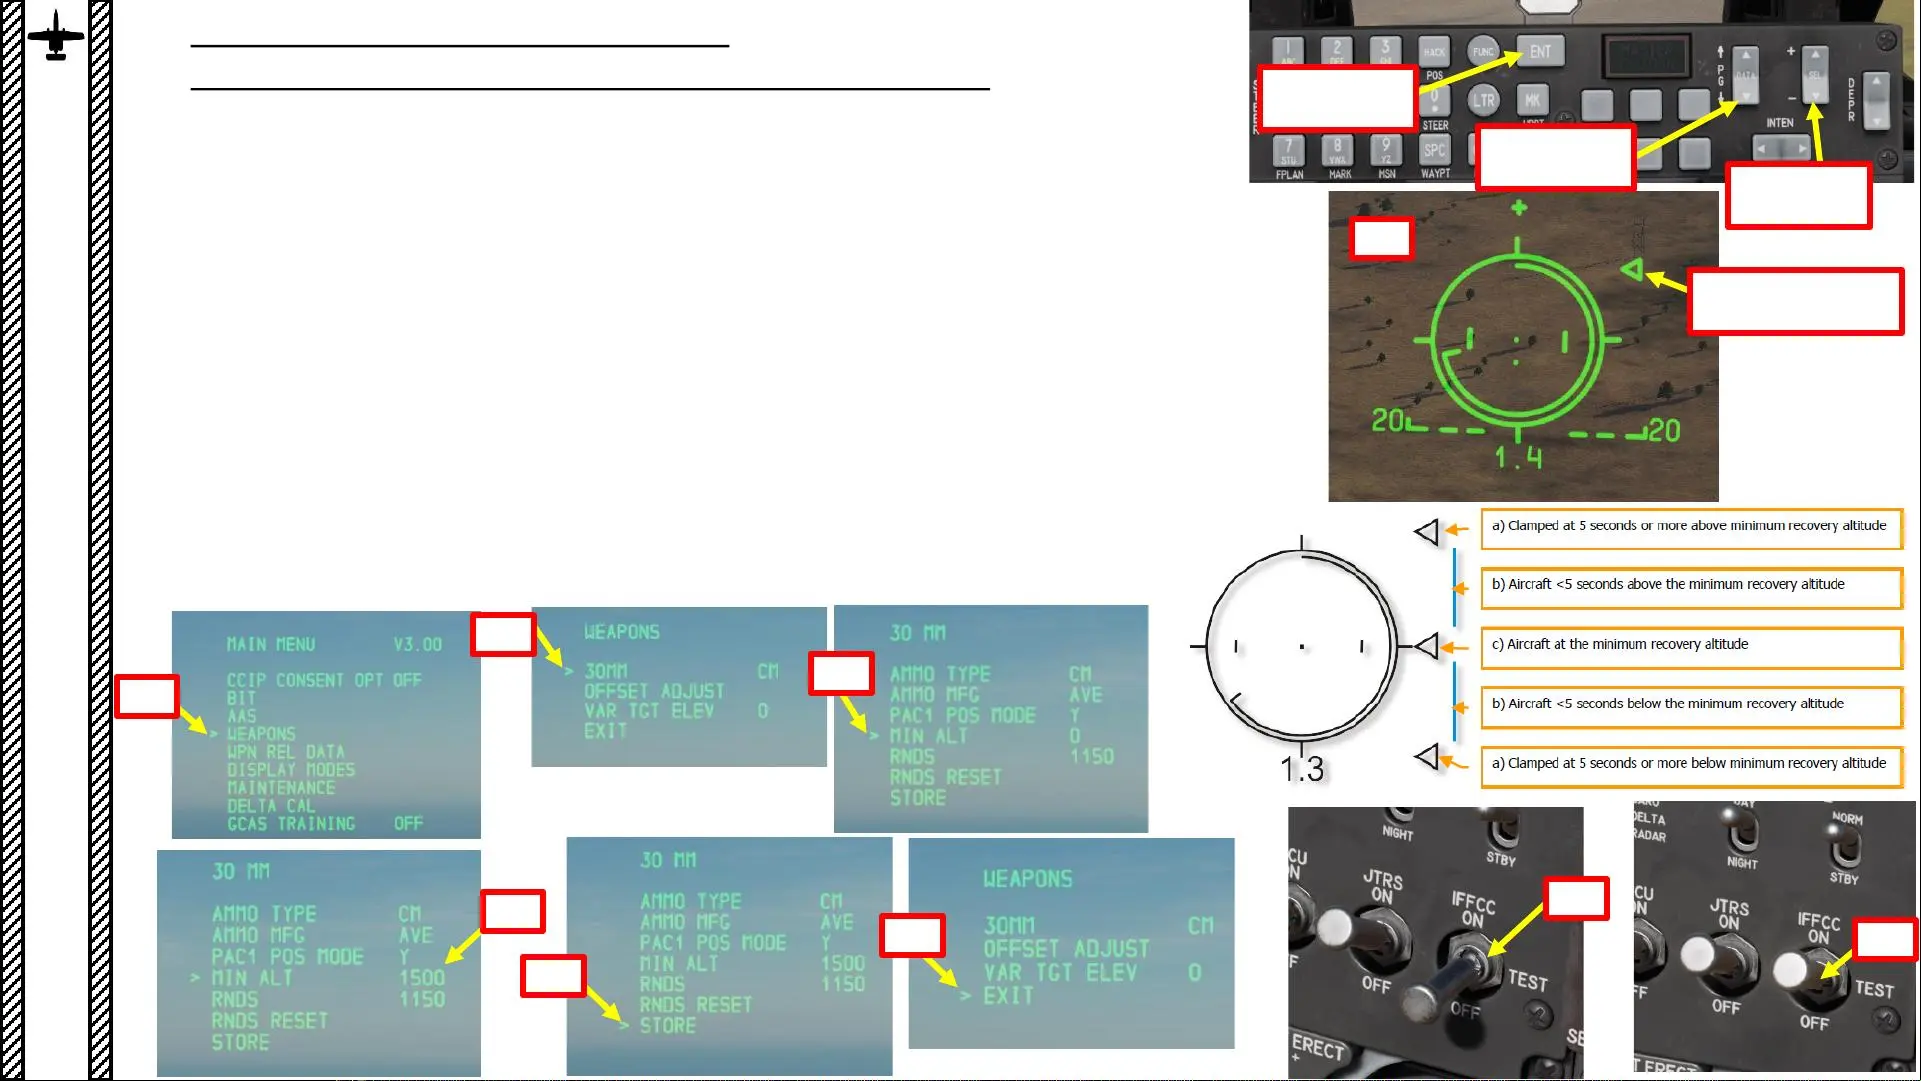 1
2
3
HACK
FUNC
ENT
POS
0
LTR
MK
STEER
7
STU
8
VWX
9
YZ
SPC
FPLAN
MARK
MSN
WAYPT
PG
DATA
+
SEL
−
DEPR
INTEN
20
20
1.4
a) Clamped at 5 seconds or more above minimum recovery altitude
b) Aircraft <5 seconds above the minimum recovery altitude
c) Aircraft at the minimum recovery altitude
b) Aircraft <5 seconds below the minimum recovery altitude
a) Clamped at 5 seconds or more below minimum recovery altitude
1.3
MAIN MENU V3.00
CCIP CONSENT OPT OFF
BIT
AAS
> WEAPONS
WPN REL DATA
DISPLAY MODES
MAINTENANCE
DELTA CAL
GCAS TRAINING OFF
WEAPONS
> 30MM CM
OFFSET ADJUST
VAR TGT ELEV 0
EXIT
30 MM
AMMO TYPE CM
AMMO MFG AVE
PAC1 POS MODE Y
> MIN ALT 0
RNDS 1150
RNDS RESET
STORE
30 MM
AMMO TYPE CM
AMMO MFG AVE
PAC1 POS MODE Y
> MIN ALT 1500
RNDS 1150
RNDS RESET
STORE
30 MM
AMMO TYPE CM
AMMO MFG AVE
PAC1 POS MODE Y
MIN ALT 1500
RNDS 1150
RNDS RESET
> STORE
WEAPONS
30MM CM
OFFSET ADJUST
VAR TGT ELEV 0
> EXIT
NIGHT
STBY
JTRS
ON
IFFCC
ON
TEST
OFF
OFF
ERECT
+
DELTA
RADAR
NORM
NIGHT
STBY
JTRS
ON
IFFCC
ON
TEST
OFF
OFF